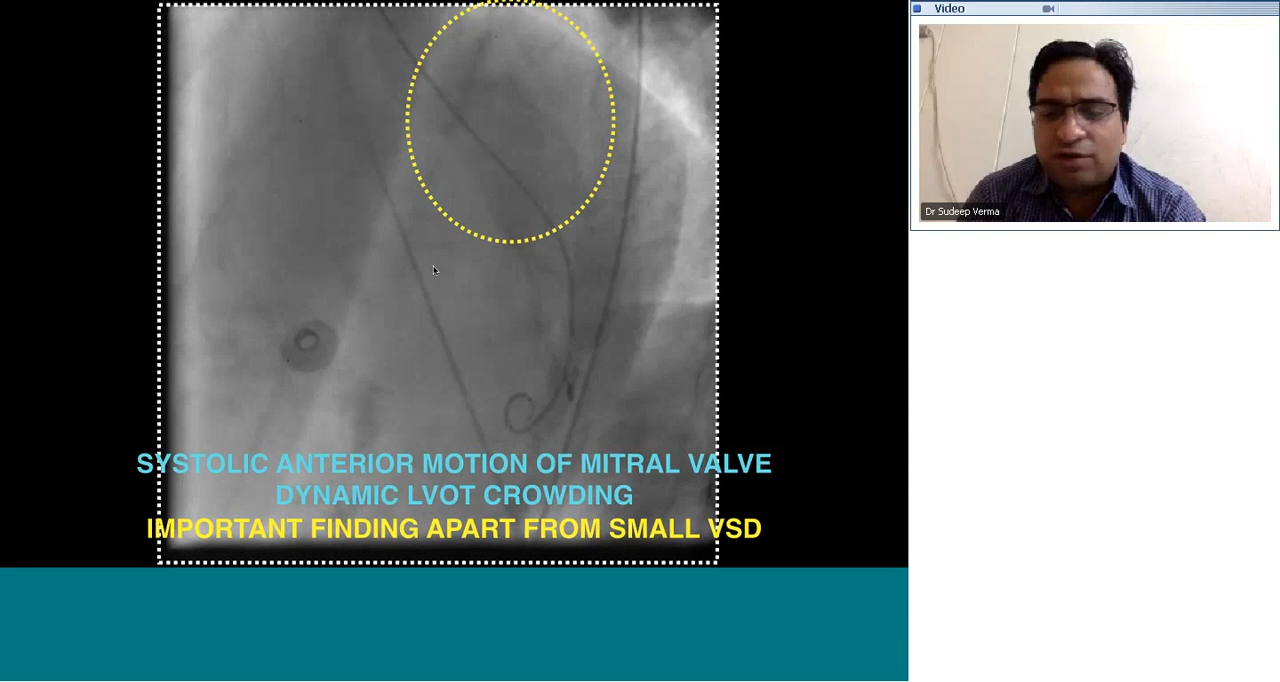 Video
Dr Sudeep Verma
SYSTOLIC ANTERIOR MOTION OF MITRAL VALVE
DYNAMIC LVOT CROWDING
IMPORTANT FINDING APART FROM SMALL VSD